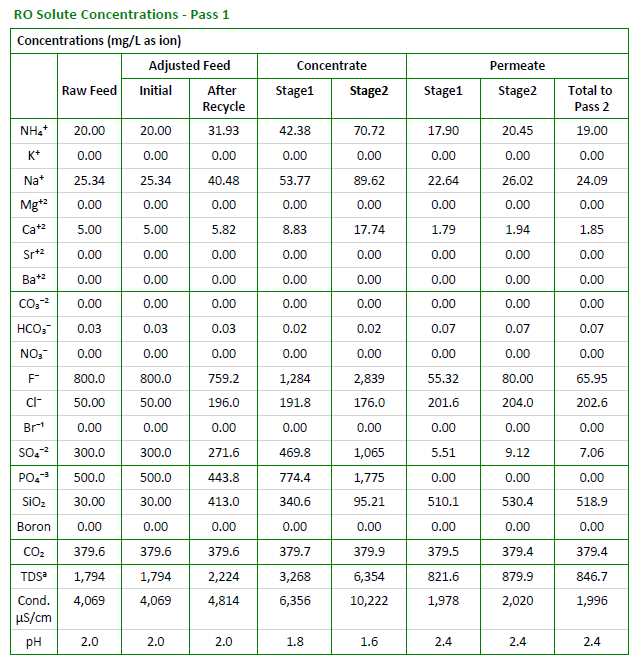 RO Solute Concentrations - Pass 1
Concentrations (mg/L as ion)
Adjusted Feed Concentrate Permeate
Raw Feed Initial After Recycle Stage1 Stage2 Stage1 Stage2 Total to Pass 2
NH₄⁺ 20.00 20.00 31.93 42.38 70.72 17.90 20.45 19.00
K⁺ 0.00 0.00 0.00 0.00 0.00 0.00 0.00 0.00
Na⁺ 25.34 25.34 40.48 53.77 89.62 22.64 26.02 24.09
Mg⁺² 0.00 0.00 0.00 0.00 0.00 0.00 0.00 0.00
Ca⁺² 5.00 5.00 5.82 8.83 17.74 1.79 1.94 1.85
Sr⁺² 0.00 0.00 0.00 0.00 0.00 0.00 0.00 0.00
Ba⁺² 0.00 0.00 0.00 0.00 0.00 0.00 0.00 0.00
CO₃⁻² 0.00 0.00 0.00 0.00 0.00 0.00 0.00 0.00
HCO₃⁻ 0.03 0.03 0.03 0.02 0.02 0.07 0.07 0.07
NO₃⁻ 0.00 0.00 0.00 0.00 0.00 0.00 0.00 0.00
F⁻ 800.0 800.0 759.2 1,284 2,839 55.32 80.00 65.95
Cl⁻ 50.00 50.00 196.0 191.8 176.0 201.6 204.0 202.6
Br⁻¹ 0.00 0.00 0.00 0.00 0.00 0.00 0.00 0.00
SO₄⁻² 300.0 300.0 271.6 469.8 1,065 5.51 9.12 7.06
PO₄⁻³ 500.0 500.0 443.8 774.4 1,775 0.00 0.00 0.00
SiO₂ 30.00 30.00 413.0 340.6 95.21 510.1 530.4 518.9
Boron 0.00 0.00 0.00 0.00 0.00 0.00 0.00 0.00
CO₂ 379.6 379.6 379.6 379.7 379.9 379.5 379.4 379.4
TDSᵃ 1,794 1,794 2,224 3,268 6,354 821.6 879.9 846.7
Cond. µS/cm 4,069 4,069 4,814 6,356 10,222 1,978 2,020 1,996
pH 2.0 2.0 2.0 1.8 1.6 2.4 2.4 2.4